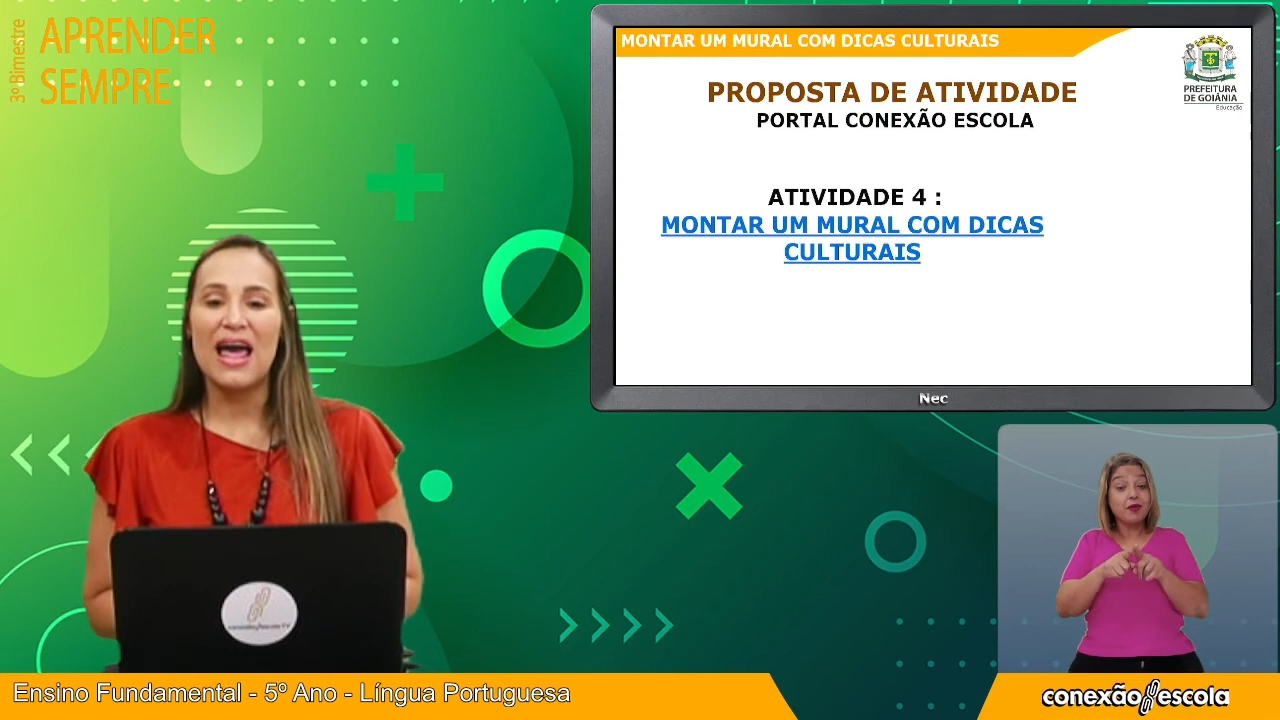 3º Bimestre
APRENDER
SEMPRE
MONTAR UM MURAL COM DICAS CULTURAIS
PREFEITURA
DE GOIÂNIA
Educação
PROPOSTA DE ATIVIDADE
PORTAL CONEXÃO ESCOLA
ATIVIDADE 4 :
MONTAR UM MURAL COM DICAS
CULTURAIS
Nec
Ensino Fundamental - 5º Ano - Língua Portuguesa
conexão escola